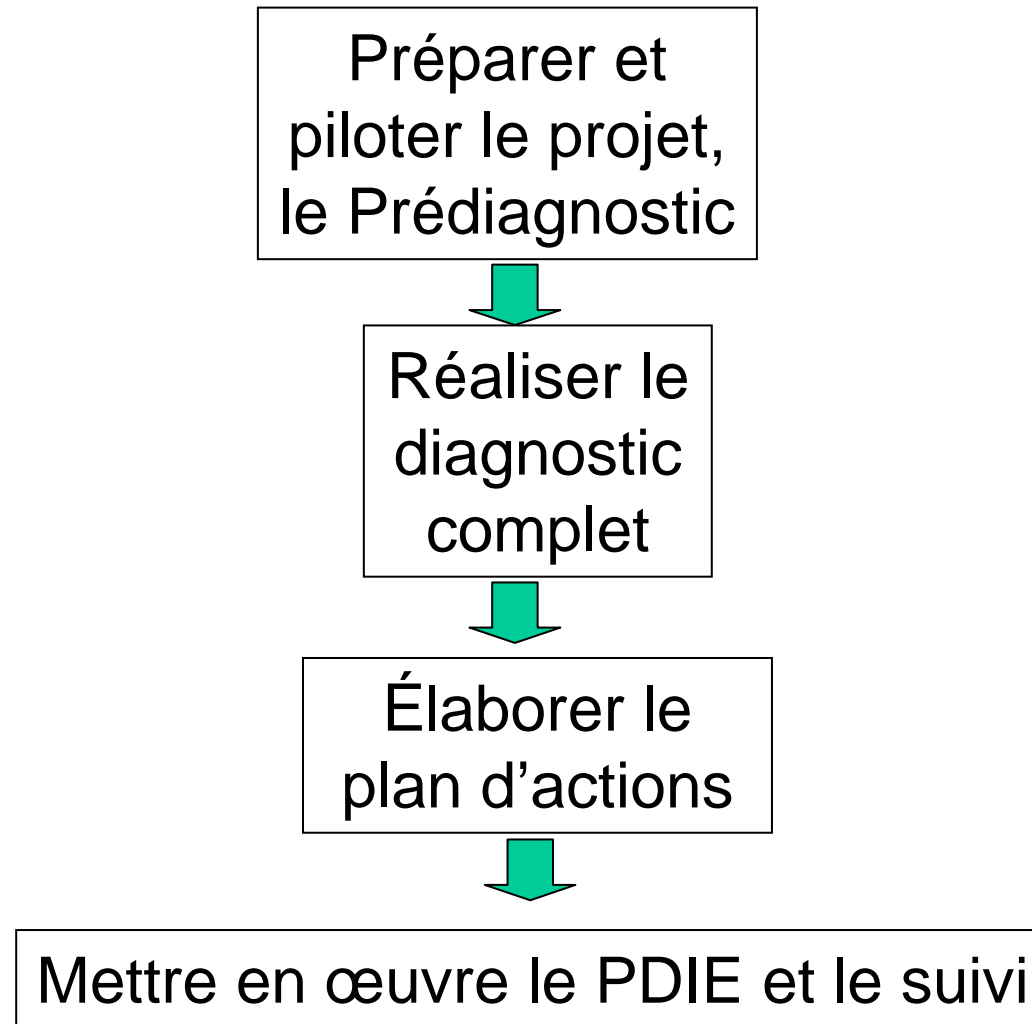 Préparer et
piloter le projet,
le Prédiagnostic
Réaliser le
diagnostic
complet
Élaborer le
plan d’actions
Mettre en œuvre le PDIE et le suivi